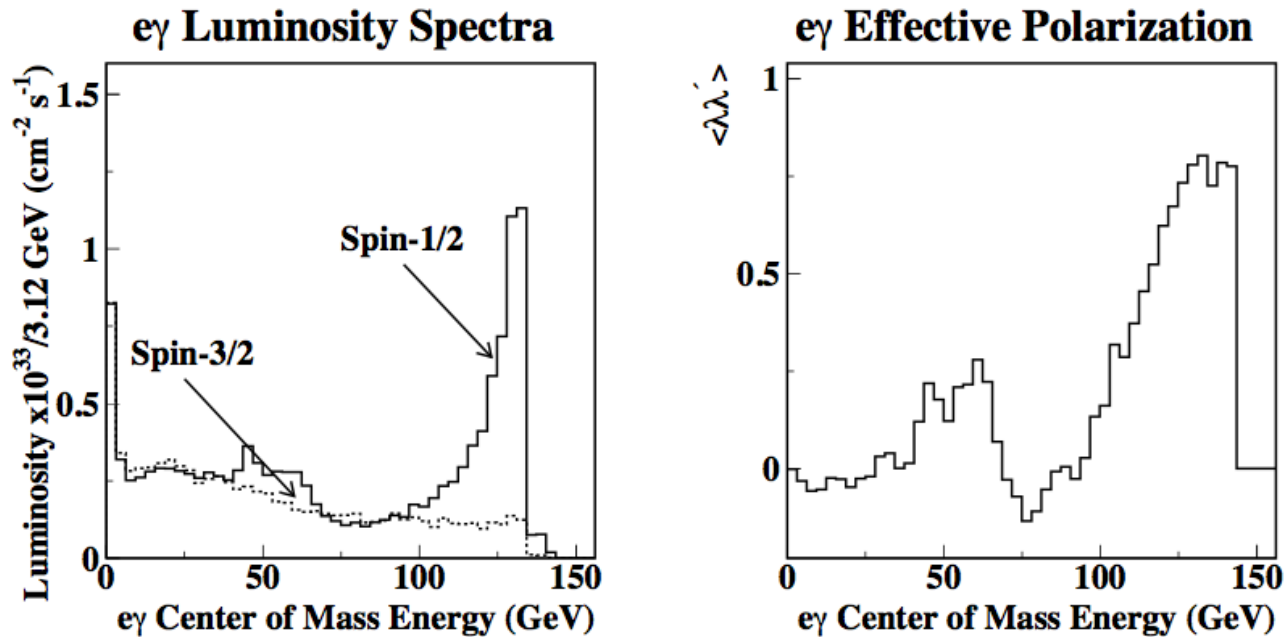 eγ Luminosity Spectra
Luminosity x10³³/3.12 GeV (cm⁻² s⁻¹)
1.5
1
0.5
0
Spin-1/2
Spin-3/2
0 50 100 150
eγ Center of Mass Energy (GeV)
eγ Effective Polarization
<λλ′>
1
0.5
0
0 50 100 150
eγ Center of Mass Energy (GeV)